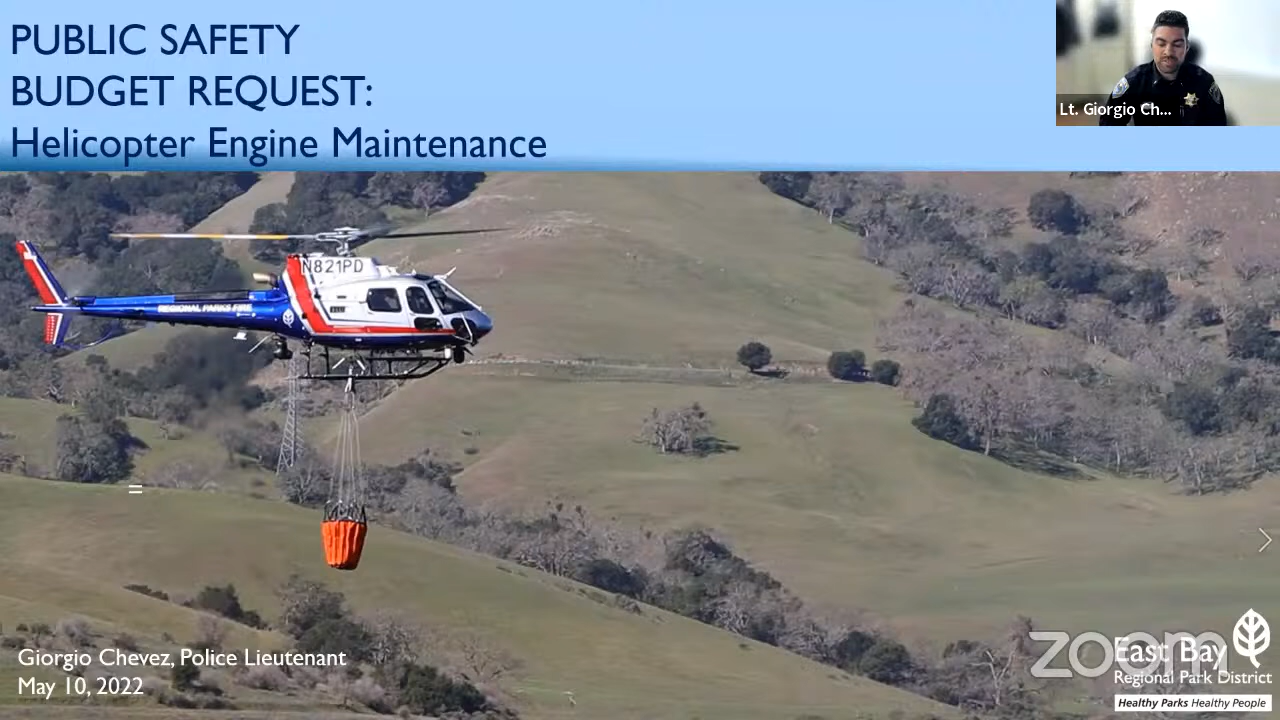 PUBLIC SAFETY
BUDGET REQUEST:
Helicopter Engine Maintenance
Lt. Giorgio Ch...
N821PD
REGIONAL PARKS FIRE
Giorgio Chevez, Police Lieutenant
May 10, 2022
zoom
East Bay
Regional Park District
Healthy Parks Healthy People